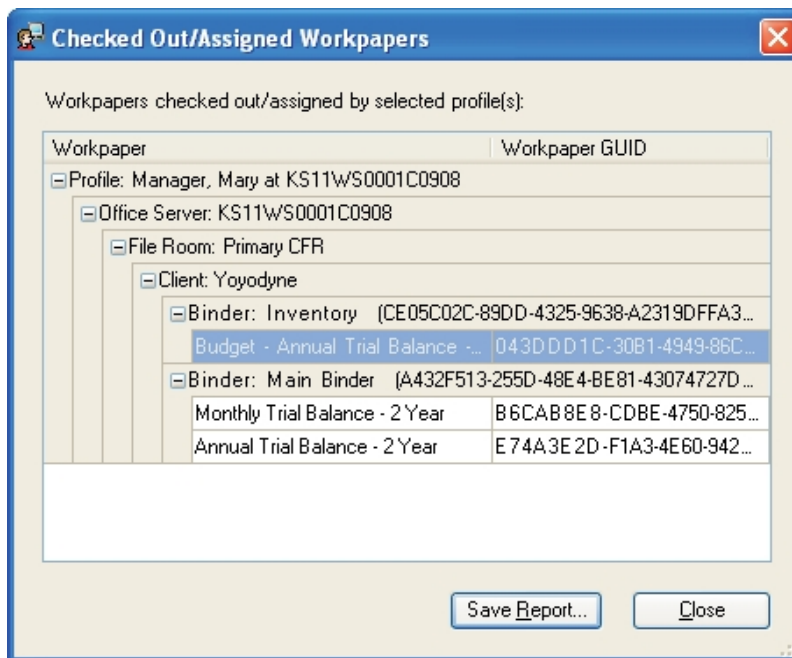 Checked Out/Assigned Workpapers
Workpapers checked out/assigned by selected profile(s):
Workpaper Workpaper GUID
Profile: Manager, Mary at KS11WS0001C0908
Office Server: KS11WS0001C0908
File Room: Primary CFR
Client: Yoyodyne
Binder: Inventory (CE05C02C-89DD-4325-9638-A2319DFFA3...
Budget - Annual Trial Balance -... 043DDD1C-30B1-4949-86C...
Binder: Main Binder (A432F513-255D-48E4-BE81-43074727D...
Monthly Trial Balance - 2 Year B6CAB8E8-CDBE-4750-825...
Annual Trial Balance - 2 Year E74A3E2D-F1A3-4E60-942...
Save Report... Close